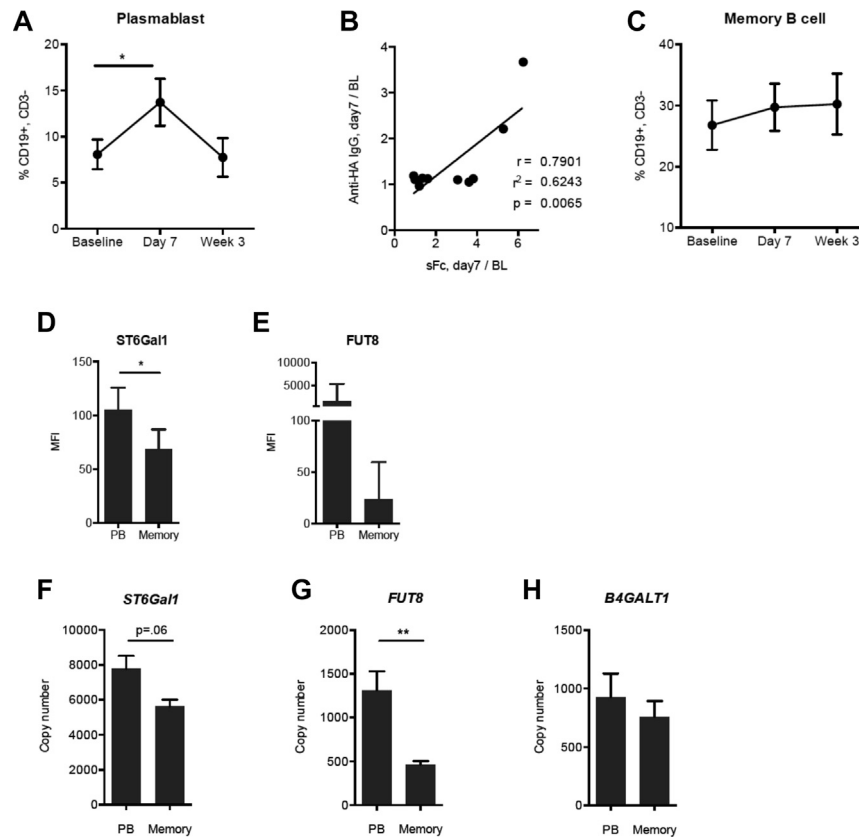 A
Plasmablast
*
20
15
10
5
0
% CD19+, CD3-
Baseline
Day 7
Week 3
B
4
3
2
1
0
Anti-HA IgG, day7 / BL
r = 0.7901
r2 = 0.6243
p = 0.0065
0 2 4 6
sFc, day7 / BL
C
Memory B cell
40
30
20
10
% CD19+, CD3-
Baseline
Day 7
Week 3
D
ST6Gal1
*
150
100
50
0
MFI
PB Memory
E
FUT8
10000
5000
100
50
0
MFI
PB Memory
F
ST6Gal1
p=.06
10000
8000
6000
4000
2000
0
Copy number
PB Memory
G
FUT8
**
2000
1500
1000
500
0
Copy number
PB Memory
H
B4GALT1
1500
1000
500
0
Copy number
PB Memory